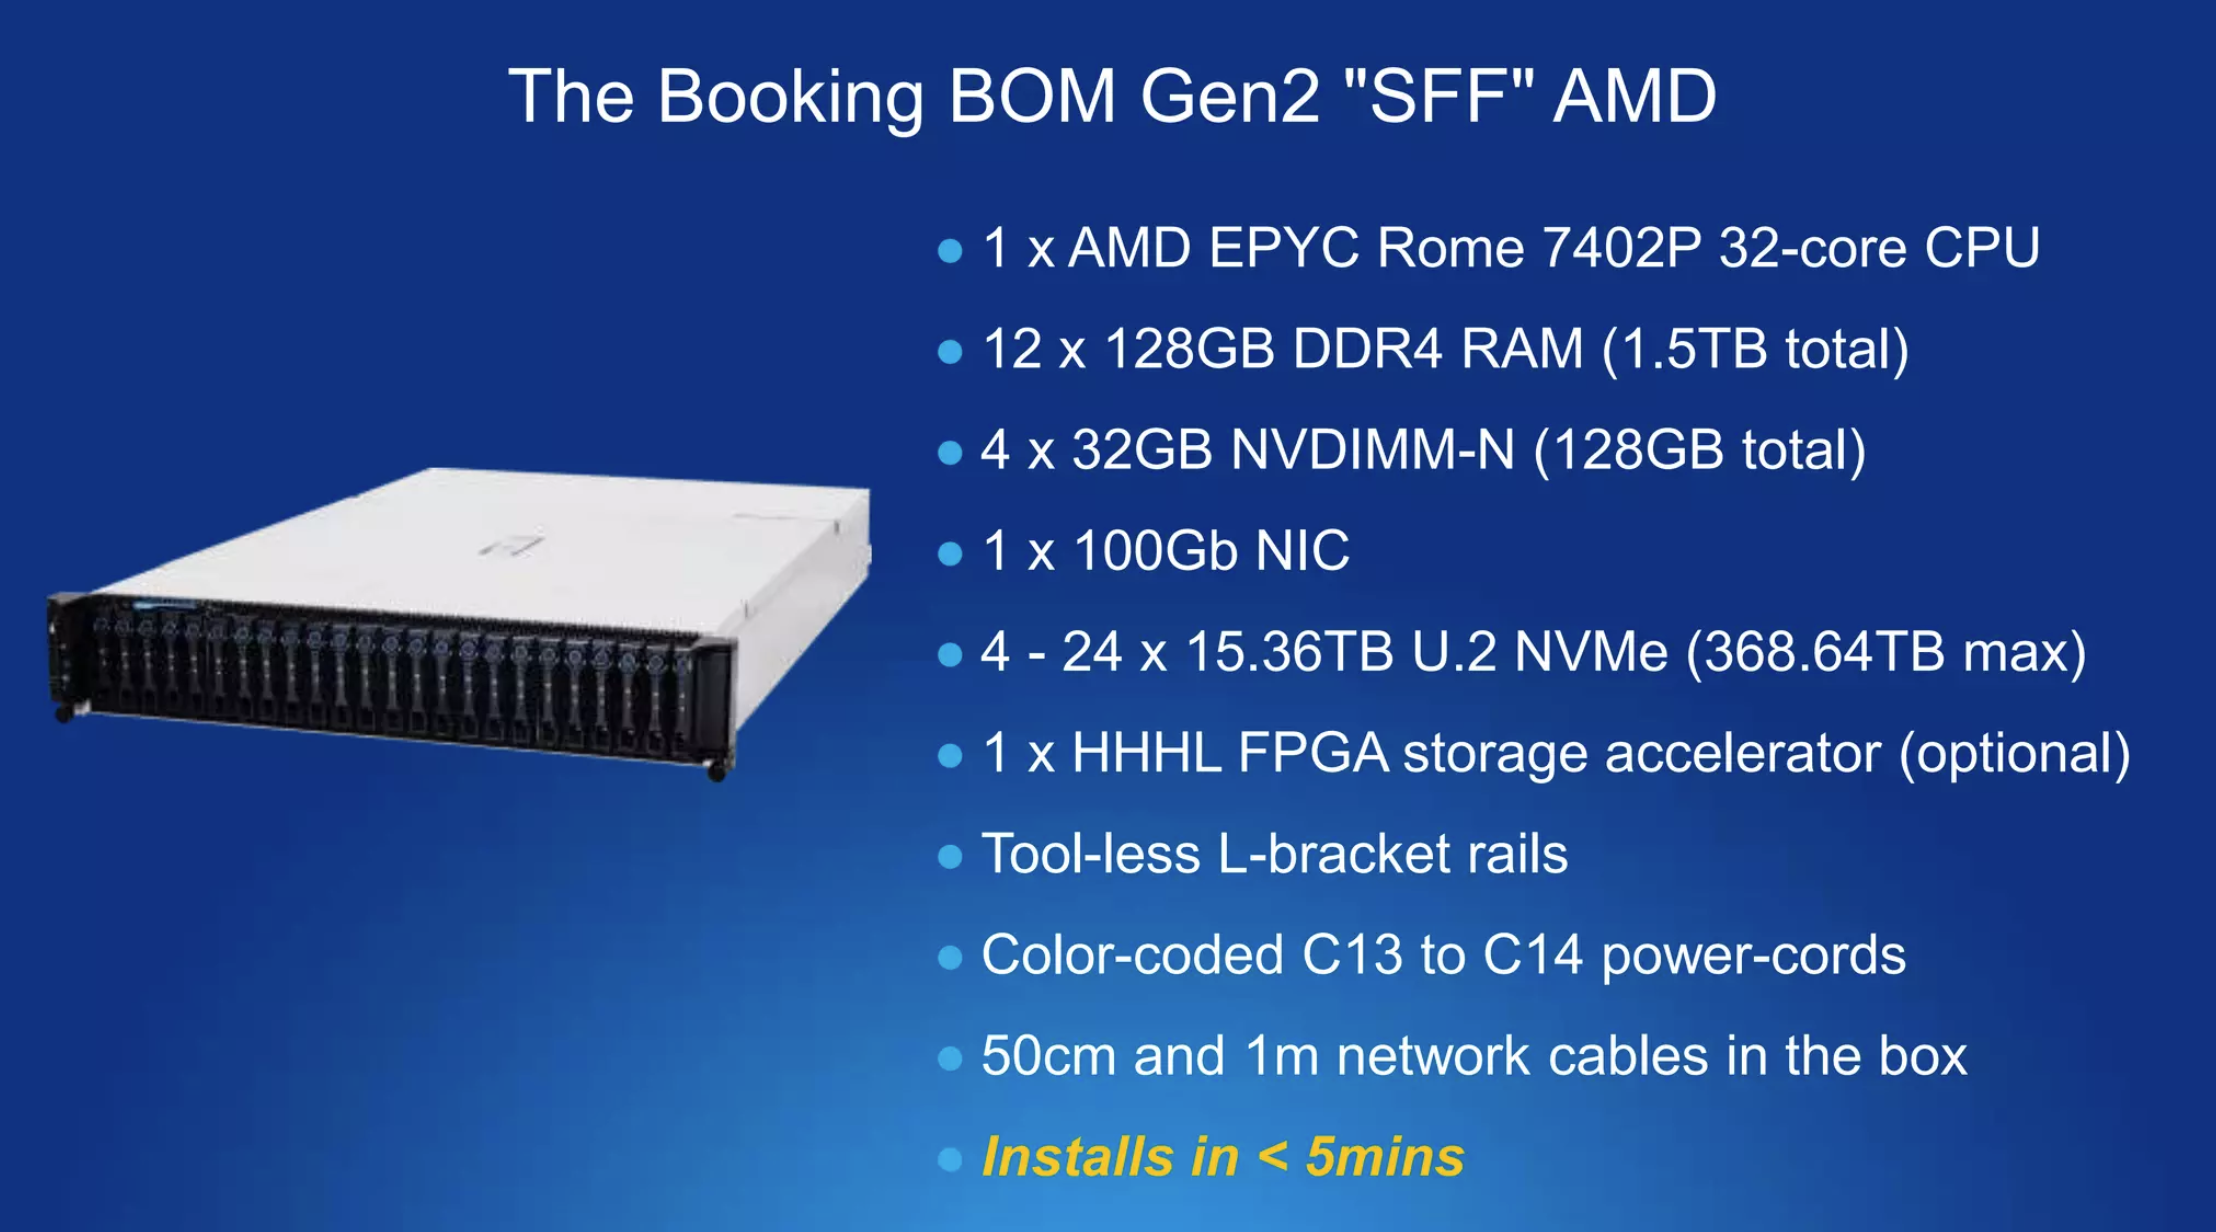 The Booking BOM Gen2 "SFF" AMD
1 x AMD EPYC Rome 7402P 32-core CPU
12 x 128GB DDR4 RAM (1.5TB total)
4 x 32GB NVDIMM-N (128GB total)
1 x 100Gb NIC
4 - 24 x 15.36TB U.2 NVMe (368.64TB max)
1 x HHHL FPGA storage accelerator (optional)
Tool-less L-bracket rails
Color-coded C13 to C14 power-cords
50cm and 1m network cables in the box
Installs in < 5mins